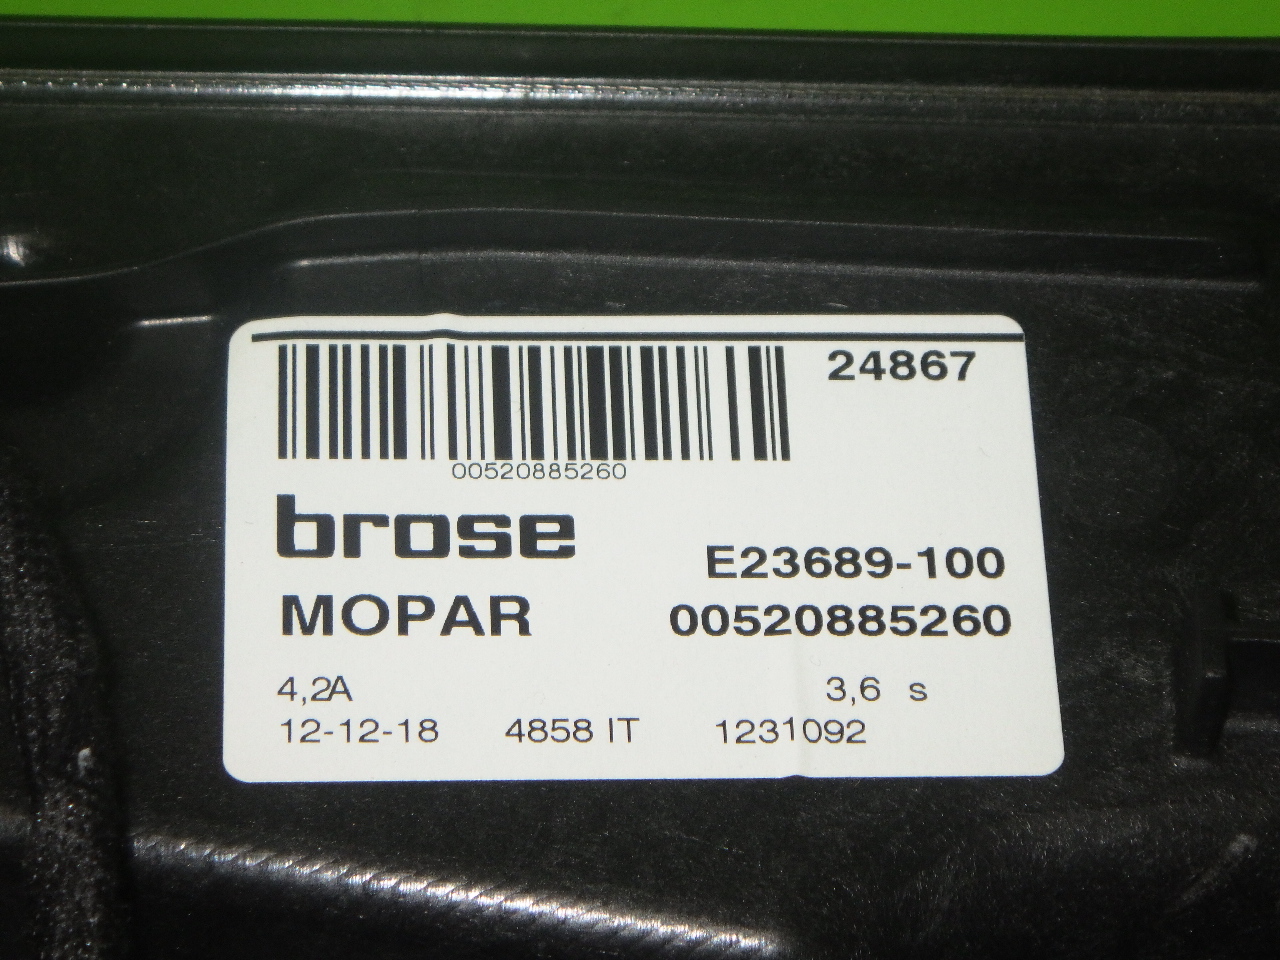 24867
00520885260
brose
E23689-100
MOPAR 00520885260
4,2A 3,6 s
12-12-18 4858 IT 1231092